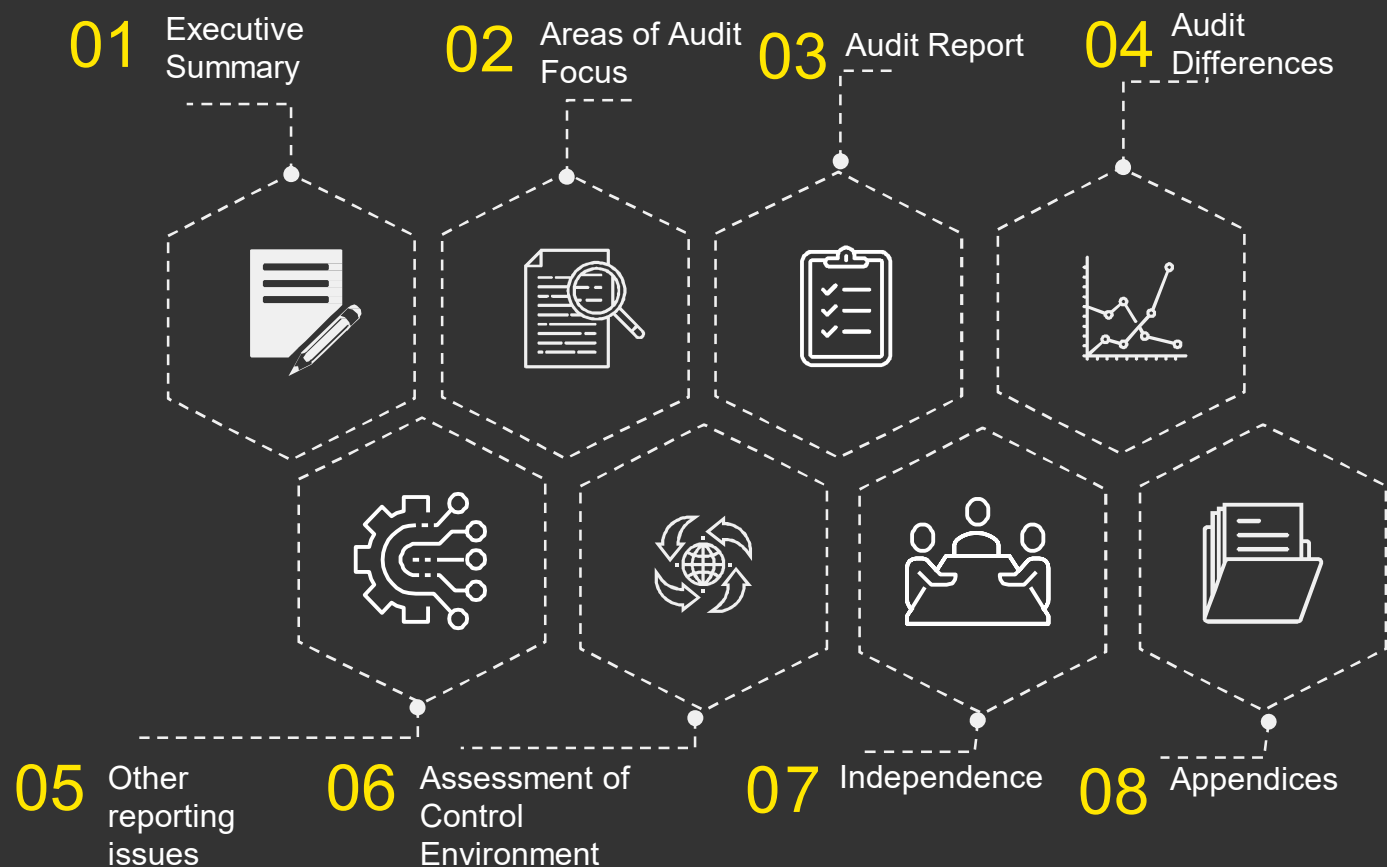 01 Executive
Summary
02 Areas of Audit
Focus
03 Audit Report
04 Audit
Differences
05 Other
reporting
issues
06 Assessment of
Control
Environment
07 Independence
08 Appendices